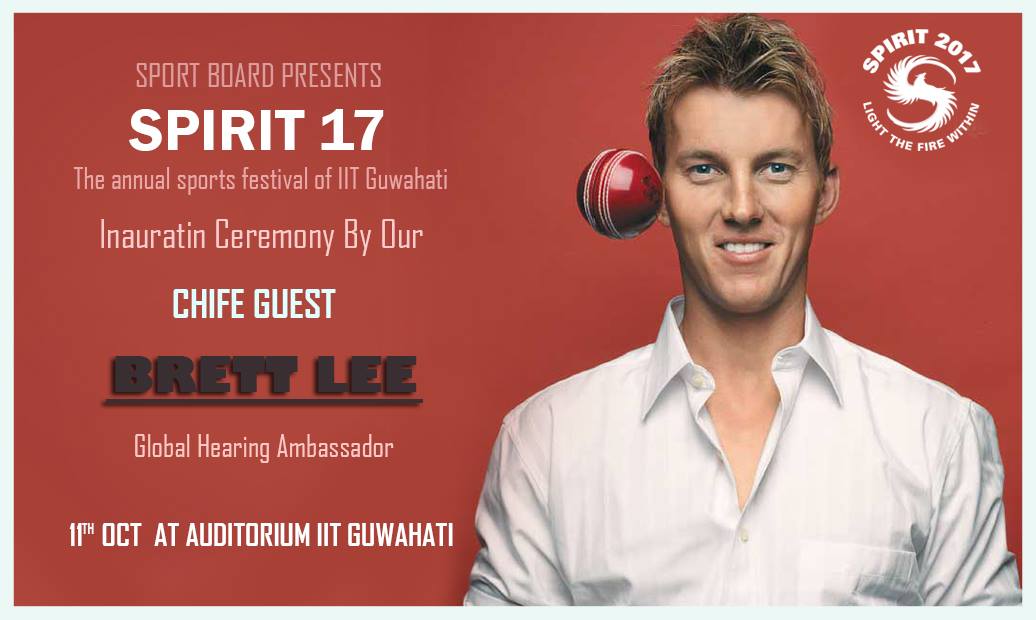 SPORT BOARD PRESENTS
SPIRIT 17
The annual sports festival of IIT Guwahati
Inauratin Ceremony By Our
CHIFE GUEST
BRETT LEE
Global Hearing Ambassador
11TH OCT AT AUDITORIUM IIT GUWAHATI
SPIRIT 2017
LIGHT THE FIRE WITHIN